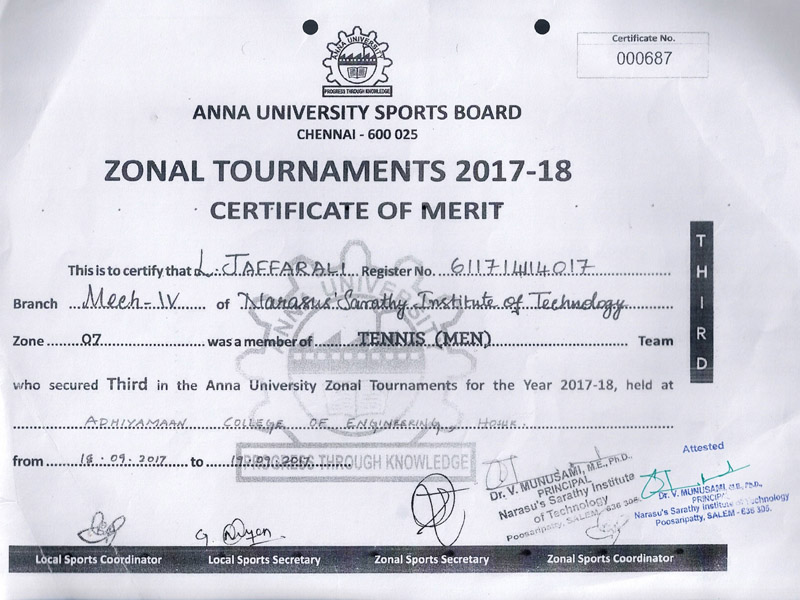 ANNA UNIVERSITY
PROGRESS THROUGH KNOWLEDGE
Certificate No.
000687
ANNA UNIVERSITY SPORTS BOARD
CHENNAI - 600 025
ZONAL TOURNAMENTS 2017-18
CERTIFICATE OF MERIT
THIRD
This is to certify that L. JAFFARALI Register No. 611714114017
Branch Mech-IV of Narasus' Sarathy Institute of Technology
Zone 07 was a member of TENNIS (MEN) Team
who secured Third in the Anna University Zonal Tournaments for the Year 2017-18, held at
ADHIYAMAAN COLLEGE OF ENGINEERING, HOSUR.
from 18.09.2017 to
ANNA UNIVERSITY
PROGRESS THROUGH KNOWLEDGE
Dr. V. MUNUSAMI, M.E., Ph.D.,
PRINCIPAL
Narasu's Sarathy Institute
of Technology
Poosaripatty, SALEM - 636 305.
Attested
Dr. V. MUNUSAMI, M.E., Ph.D.,
PRINCIPAL
Narasu's Sarathy Institute of Technology
Poosaripatty, SALEM - 636 305.
Local Sports Coordinator
Local Sports Secretary
Zonal Sports Secretary
Zonal Sports Coordinator